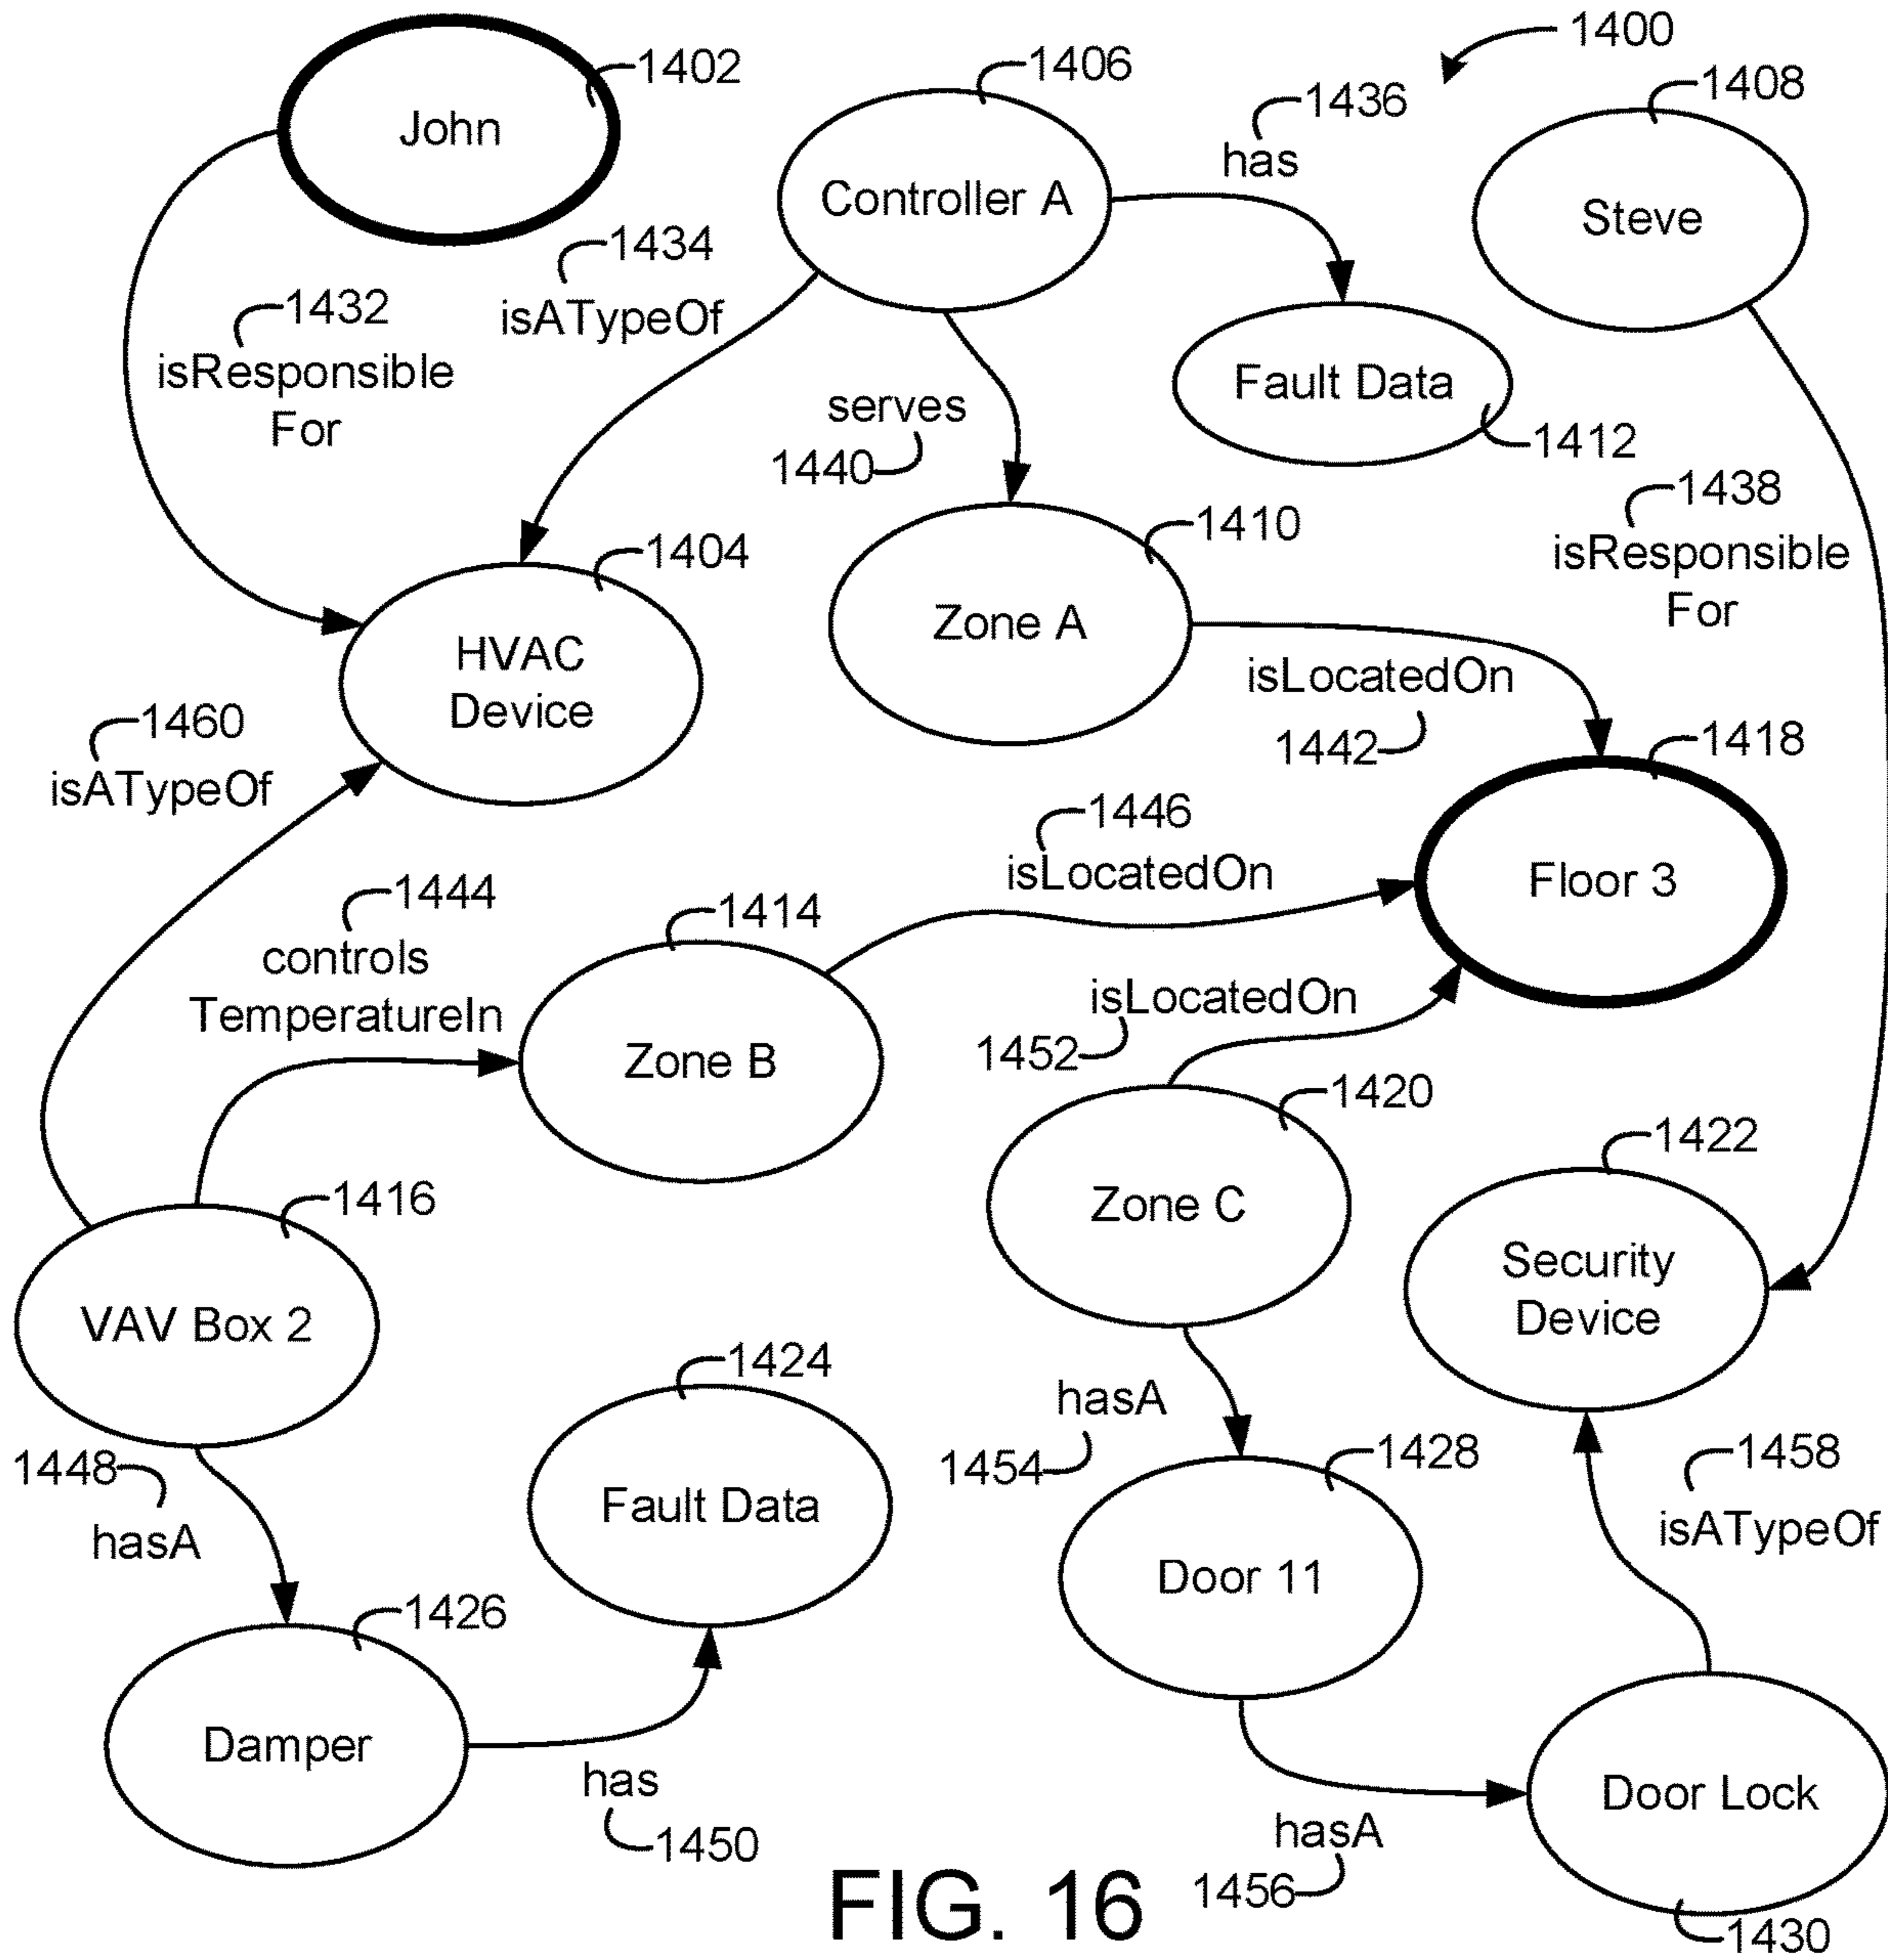 1400
1402
John
1406
Controller A
1436
has
1408
Steve
1434
isATypeOf
1432
isResponsible
For
Fault Data
1412
serves
1440
1438
isResponsible
For
1410
Zone A
1404
HVAC
Device
isLocatedOn
1442
1460
isATypeOf
1418
Floor 3
1446
isLocatedOn
1444
controls
TemperatureIn
1414
Zone B
isLocatedOn
1452
1420
Zone C
1422
Security
Device
1416
VAV Box 2
1424
Fault Data
hasA
1454
1428
Door 11
1458
isATypeOf
1448
hasA
1426
Damper
has
1450
Door Lock
1430
hasA
1456
FIG. 16